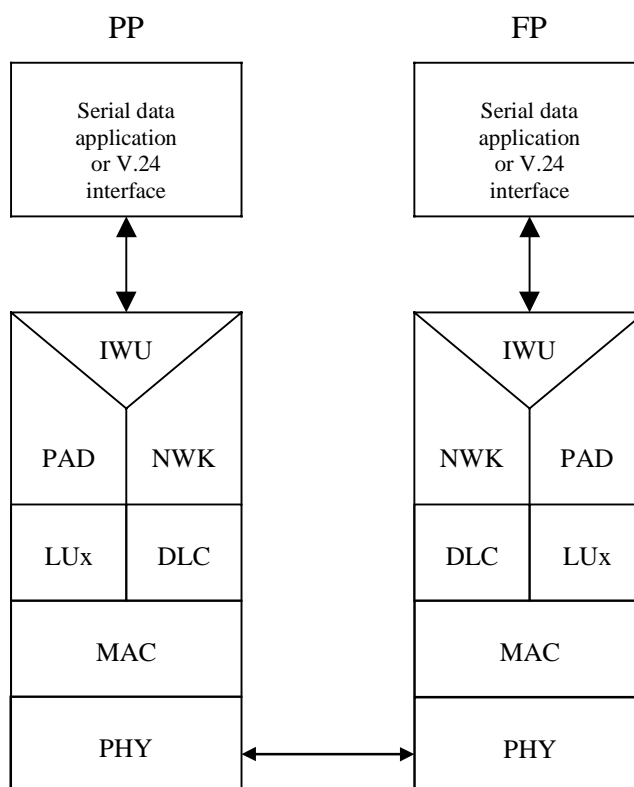 PP
FP
Serial data
application
or V.24
interface
Serial data
application
or V.24
interface
IWU
IWU
PAD
NWK
NWK
PAD
LUx
DLC
DLC
LUx
MAC
MAC
PHY
PHY